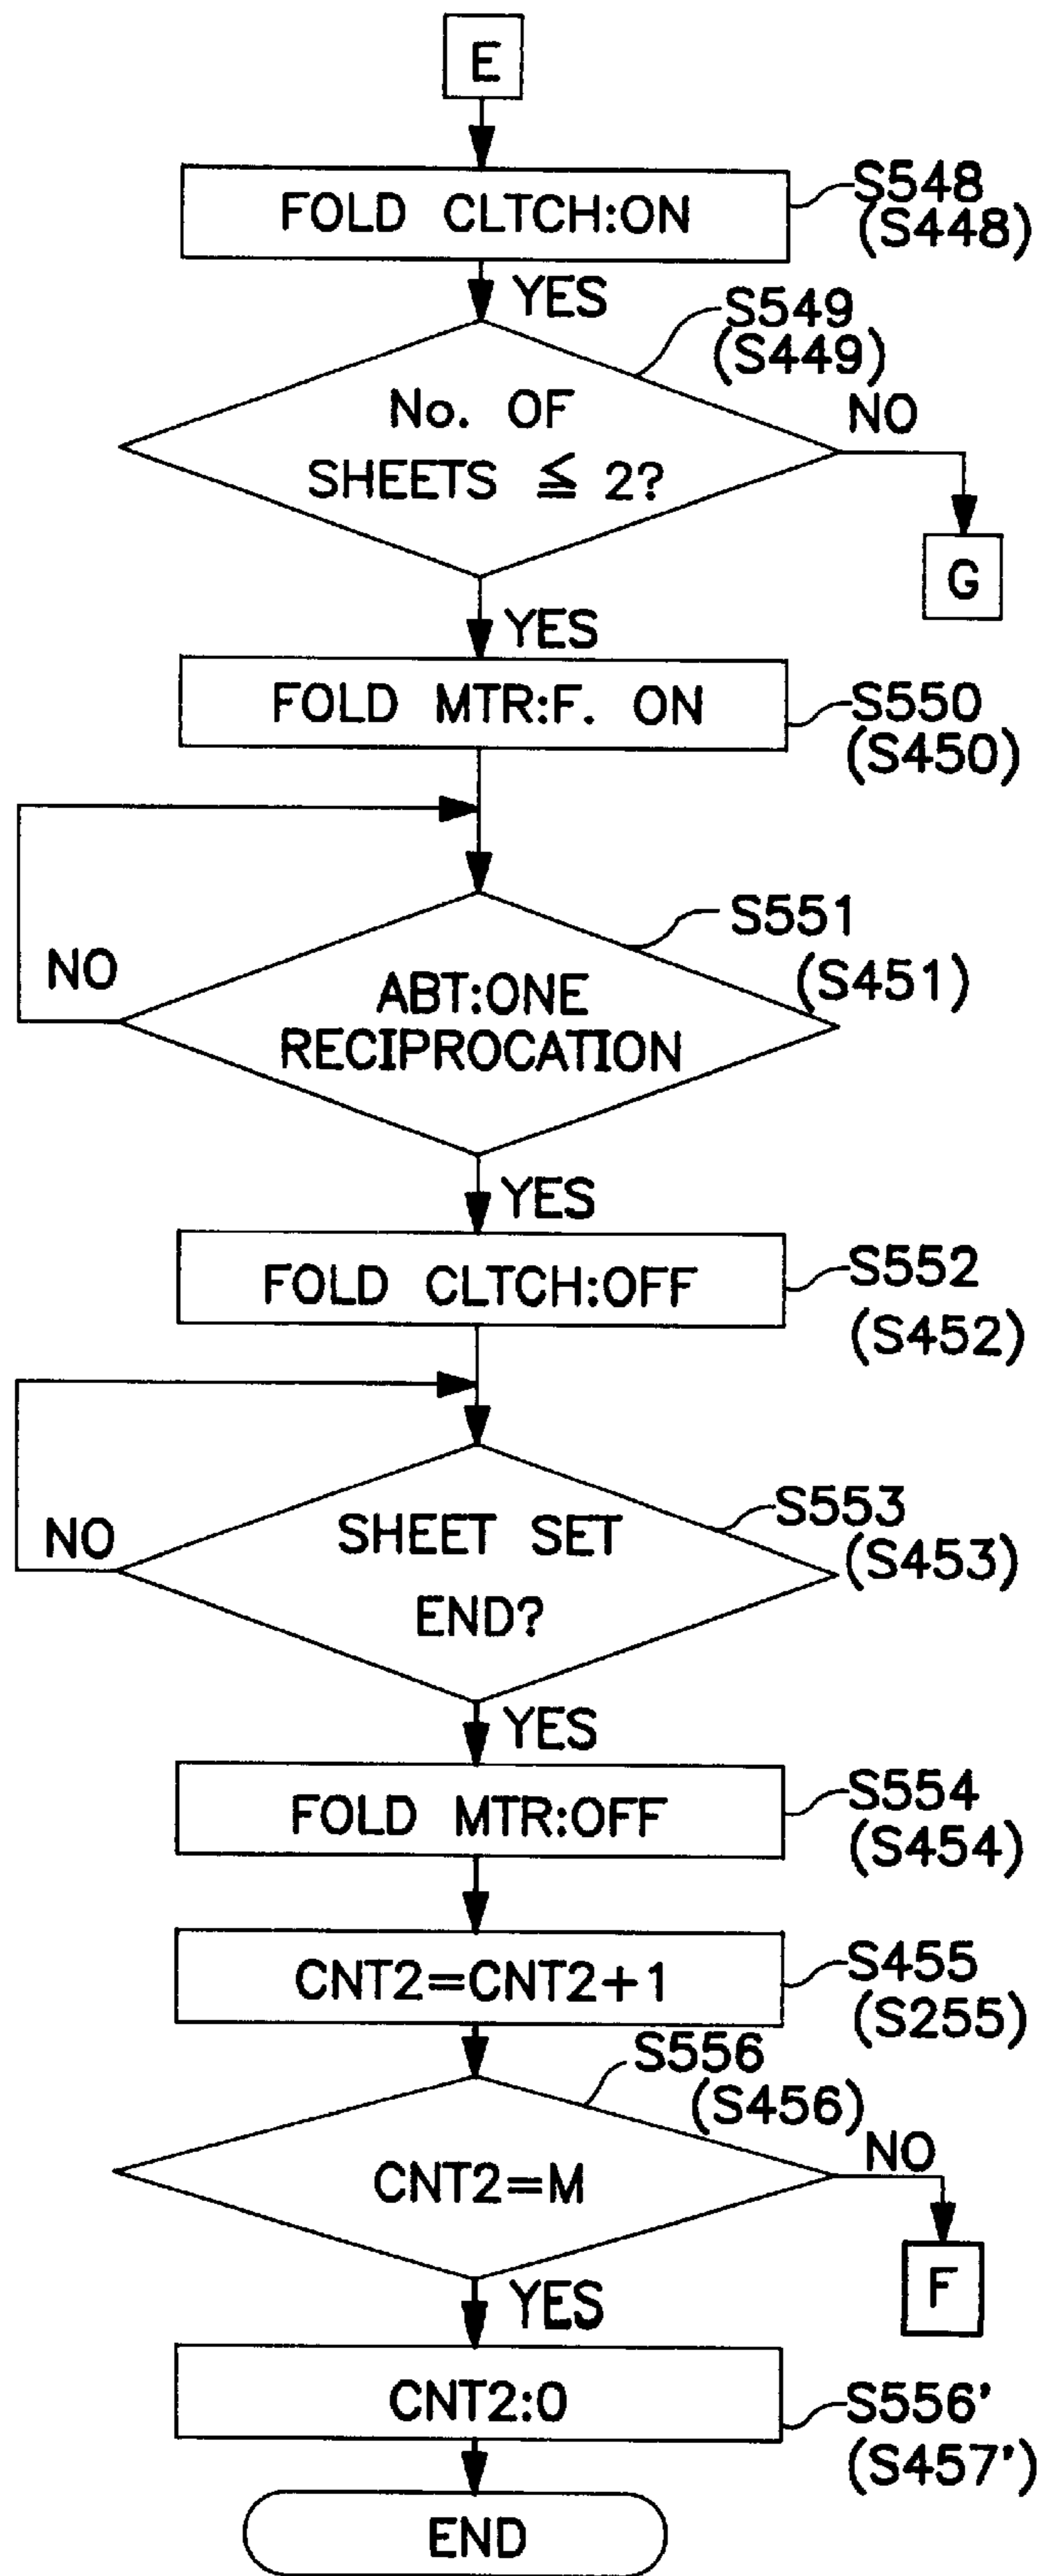 E
FOLD CLTCH:ON
S548
(S448)
YES
S549
(S449)
No. OF
SHEETS ≦ 2?
NO
G
YES
FOLD MTR:F. ON
S550
(S450)
S551
(S451)
NO
ABT:ONE
RECIPROCATION
YES
FOLD CLTCH:OFF
S552
(S452)
S553
(S453)
NO
SHEET SET
END?
YES
FOLD MTR:OFF
S554
(S454)
CNT2=CNT2+1
S455
(S255)
S556
(S456)
NO
CNT2=M
F
YES
CNT2:0
S556'
(S457')
END